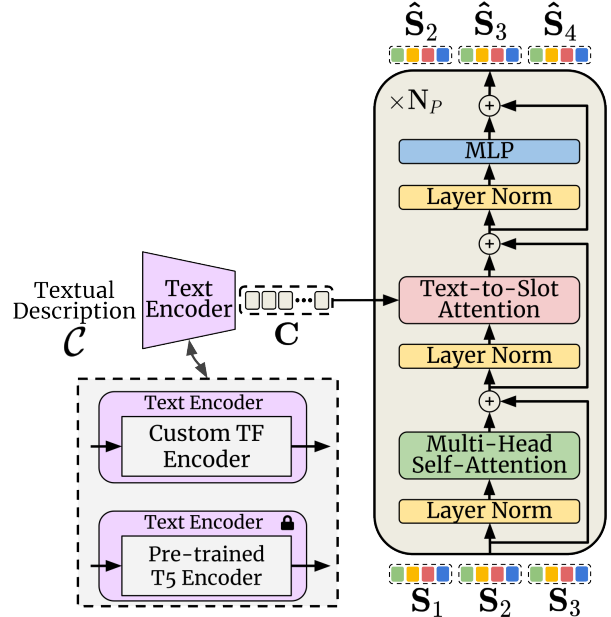 Ŝ₂ Ŝ₃ Ŝ₄
×N_P
MLP
Layer Norm
Text-to-Slot
Attention
Layer Norm
Multi-Head
Self-Attention
Layer Norm
S₁ S₂ S₃
Textual
Description
𝒞
Text
Encoder
C
Text Encoder
Custom TF
Encoder
Text Encoder
Pre-trained
T5 Encoder